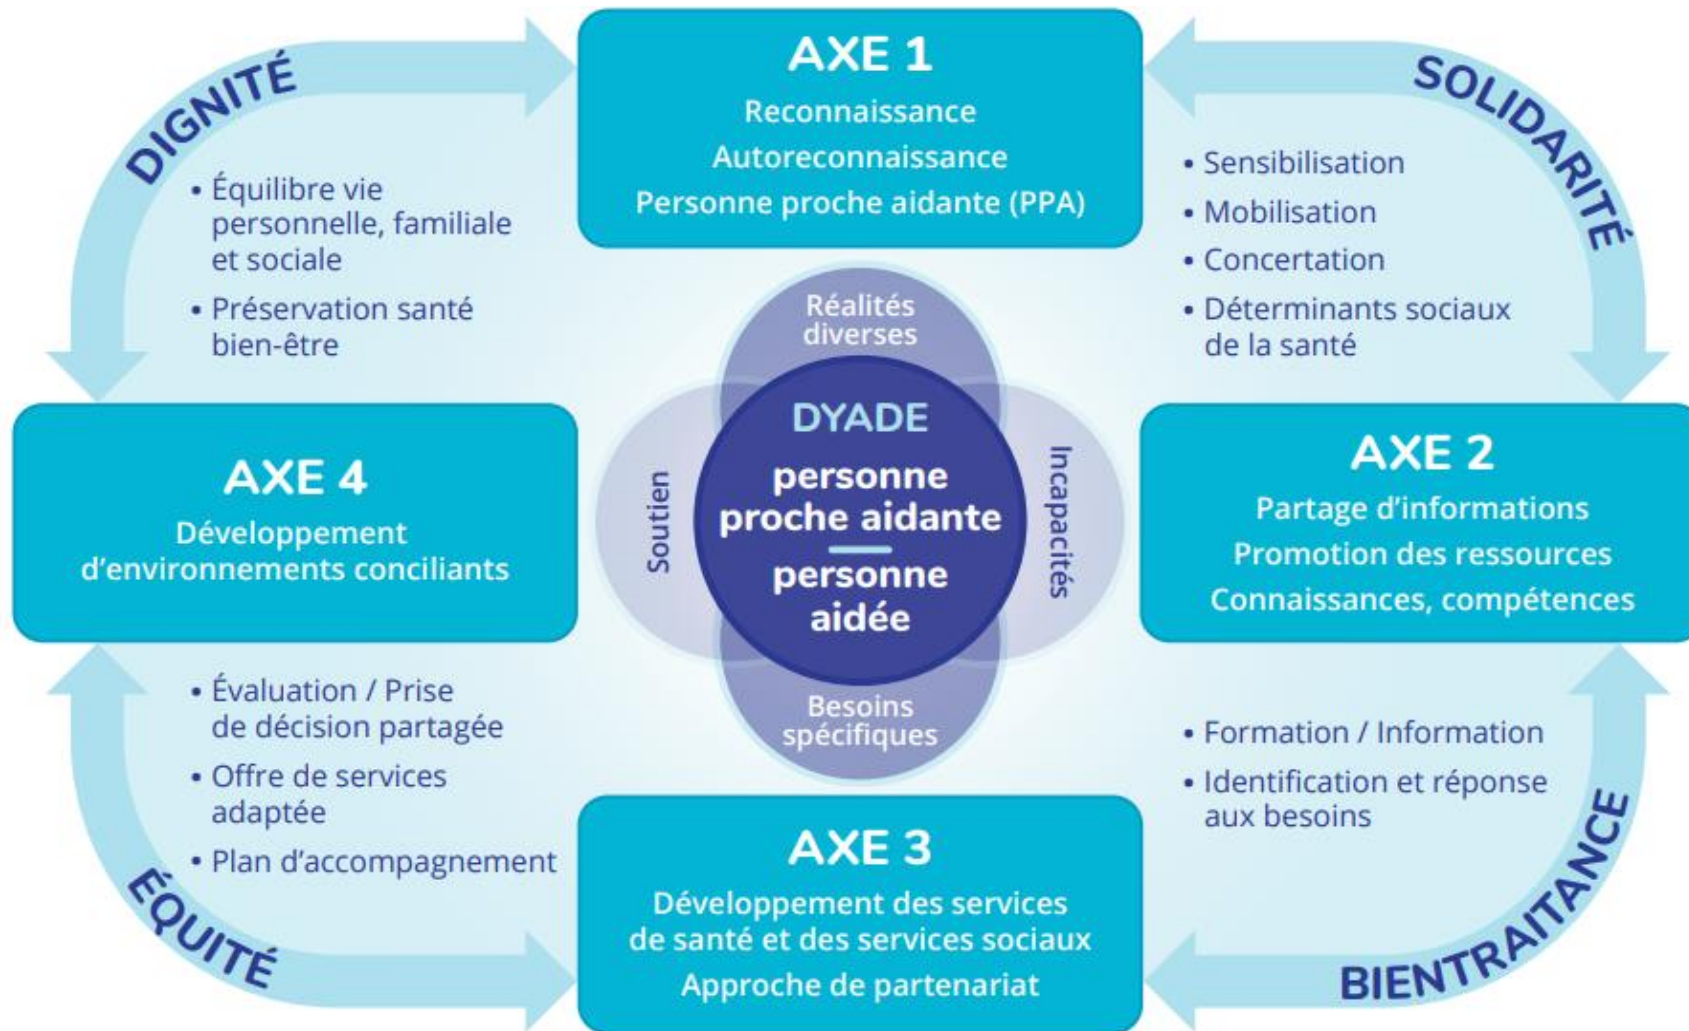 AXE 1
Reconnaissance
Autoreconnaissance
Personne proche aidante (PPA)
DIGNITÉ
• Équilibre vie
personnelle, familiale
et sociale
• Préservation santé
bien-être
SOLIDARITÉ
• Sensibilisation
• Mobilisation
• Concertation
• Déterminants sociaux
de la santé
Réalités
diverses
Soutien
DYADE
personne
proche aidante
personne
aidée
Incapacités
Besoins
spécifiques
AXE 4
Développement
d'environnements conciliants
AXE 2
Partage d'informations
Promotion des ressources
Connaissances, compétences
• Évaluation / Prise
de décision partagée
• Offre de services
adaptée
• Plan d'accompagnement
ÉQUITÉ
• Formation / Information
• Identification et réponse
aux besoins
BIENTRAITANCE
AXE 3
Développement des services
de santé et des services sociaux
Approche de partenariat